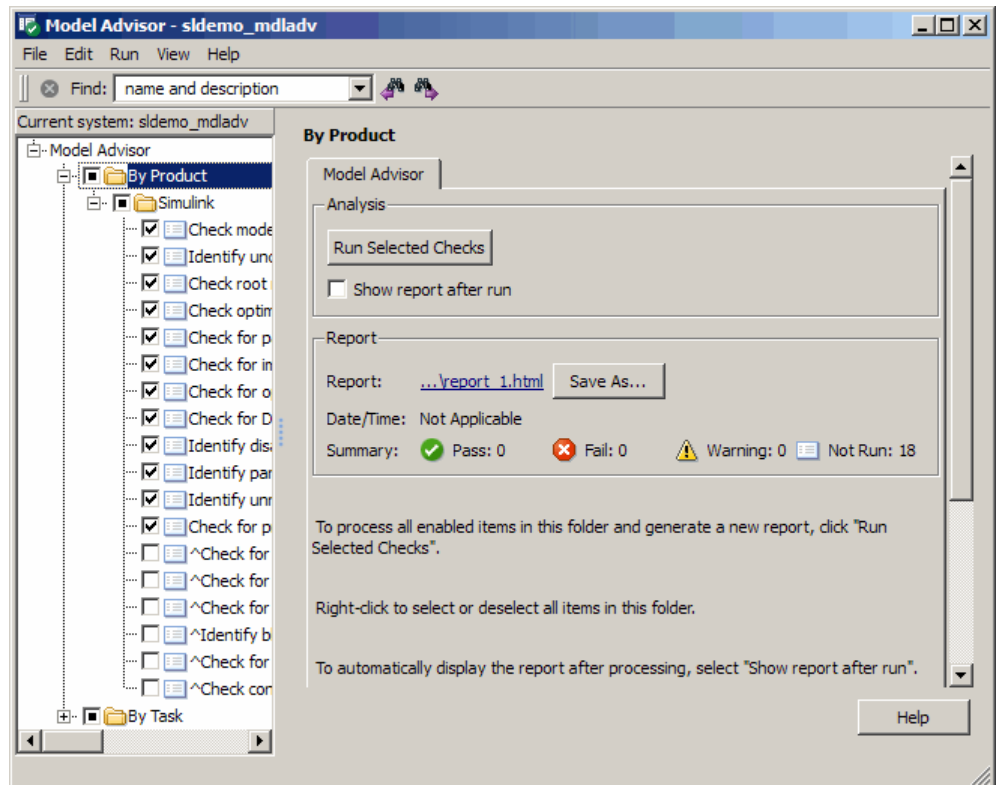 Model Advisor - sldemo_mdladv
File Edit Run View Help
Find: name and description
Current system: sldemo_mdladv
Model Advisor
By Product
Simulink
Check mode
Identify unc
Check root
Check optim
Check for p
Check for in
Check for o
Check for D
Identify disa
Identify par
Identify unr
Check for p
^Check for
^Check for
^Check for
^Identify b
^Check for
^Check con
By Task
By Product
Model Advisor
Analysis
Run Selected Checks
Show report after run
Report
Report: ...\report_1.html Save As...
Date/Time: Not Applicable
Summary: Pass: 0 Fail: 0 Warning: 0 Not Run: 18
To process all enabled items in this folder and generate a new report, click "Run
Selected Checks".
Right-click to select or deselect all items in this folder.
To automatically display the report after processing, select "Show report after run".
Help